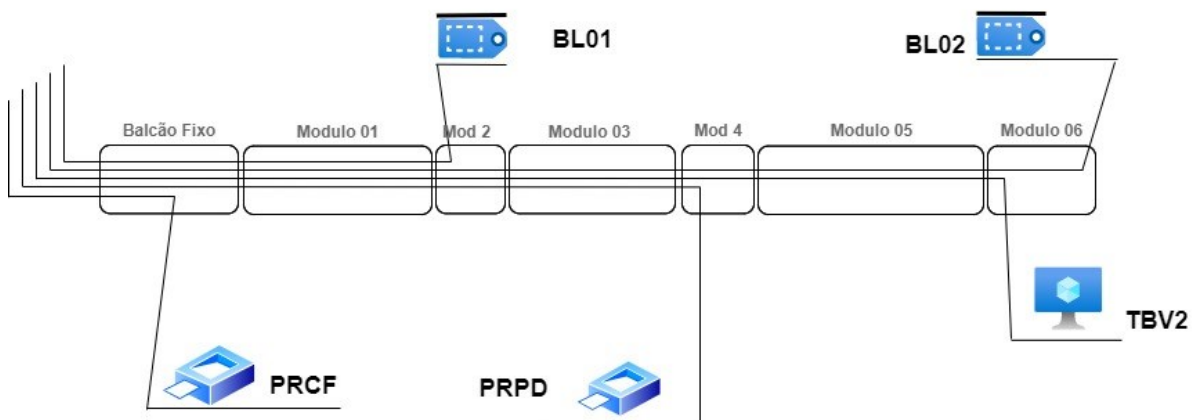 BL01
BL02
Balcão Fixo
Modulo 01
Mod 2
Modulo 03
Mod 4
Modulo 05
Modulo 06
TBV2
PRCF
PRPD